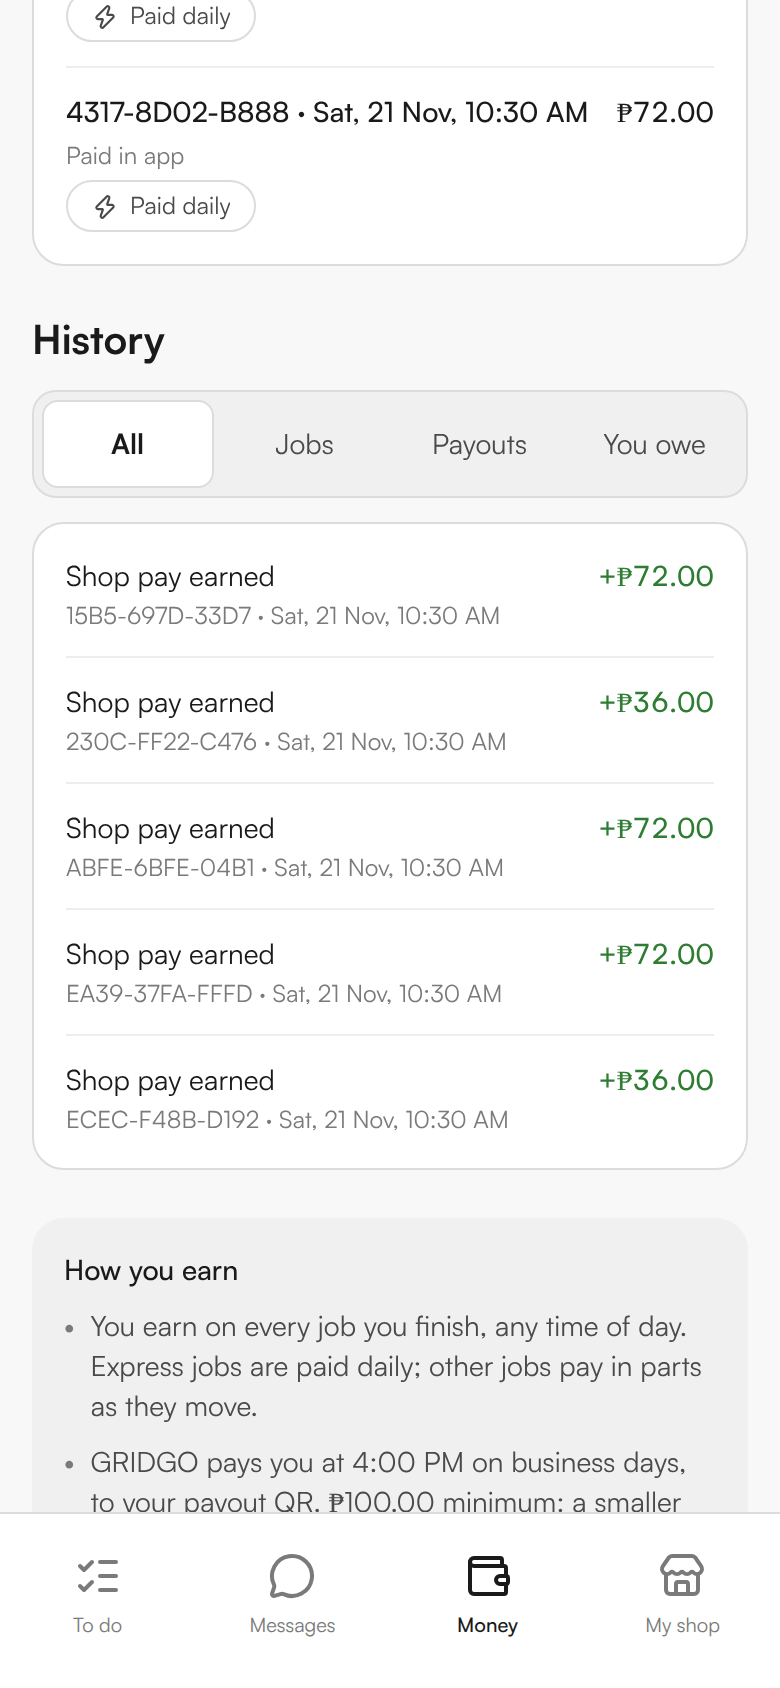 Paid daily
4317-8D02-B888 · Sat, 21 Nov, 10:30 AM ₱72.00
Paid in app
Paid daily
History
All Jobs Payouts You owe
Shop pay earned +₱72.00
15B5-697D-33D7 · Sat, 21 Nov, 10:30 AM
Shop pay earned +₱36.00
230C-FF22-C476 · Sat, 21 Nov, 10:30 AM
Shop pay earned +₱72.00
ABFE-6BFE-04B1 · Sat, 21 Nov, 10:30 AM
Shop pay earned +₱72.00
EA39-37FA-FFFD · Sat, 21 Nov, 10:30 AM
Shop pay earned +₱36.00
ECEC-F48B-D192 · Sat, 21 Nov, 10:30 AM
How you earn
• You earn on every job you finish, any time of day.
Express jobs are paid daily; other jobs pay in parts
as they move.
• GRIDGO pays you at 4:00 PM on business days,
to your payout QR. ₱100.00 minimum; a smaller
To do Messages Money My shop